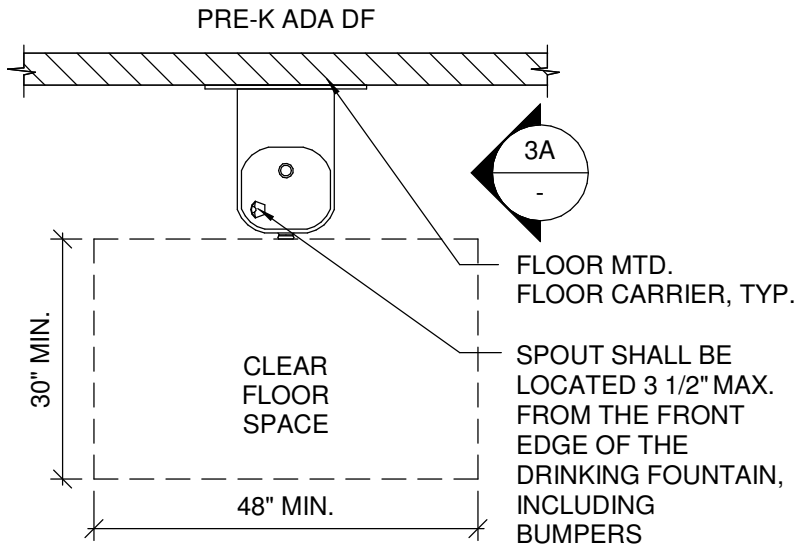 PRE-K ADA DF
3A
-
FLOOR MTD.
FLOOR CARRIER, TYP.
30" MIN.
CLEAR
FLOOR
SPACE
48" MIN.
SPOUT SHALL BE
LOCATED 3 1/2" MAX.
FROM THE FRONT
EDGE OF THE
DRINKING FOUNTAIN,
INCLUDING
BUMPERS